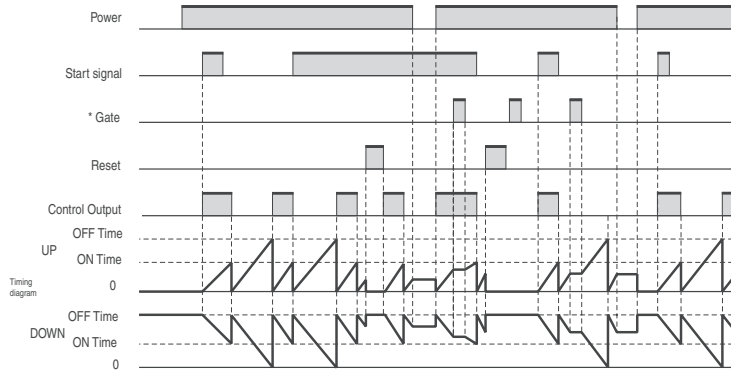 Power
Start signal
* Gate
Reset
Control Output
OFF Time
UP
ON Time
Timing
diagram
0
OFF Time
DOWN
ON Time
0